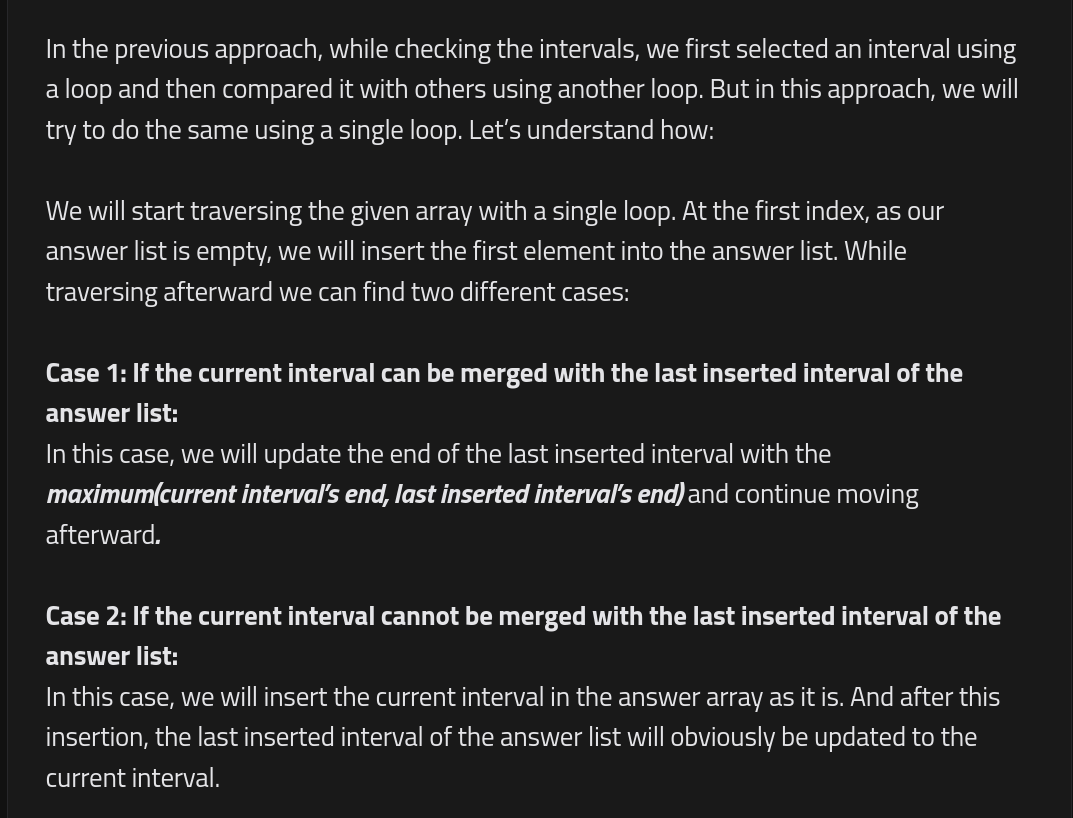 In the previous approach, while checking the intervals, we first selected an interval using
a loop and then compared it with others using another loop. But in this approach, we will
try to do the same using a single loop. Let’s understand how:
We will start traversing the given array with a single loop. At the first index, as our
answer list is empty, we will insert the first element into the answer list. While
traversing afterward we can find two different cases:
Case 1: If the current interval can be merged with the last inserted interval of the
answer list:
In this case, we will update the end of the last inserted interval with the
maximum(current interval’s end, last inserted interval’s end) and continue moving
afterward.
Case 2: If the current interval cannot be merged with the last inserted interval of the
answer list:
In this case, we will insert the current interval in the answer array as it is. And after this
insertion, the last inserted interval of the answer list will obviously be updated to the
current interval.